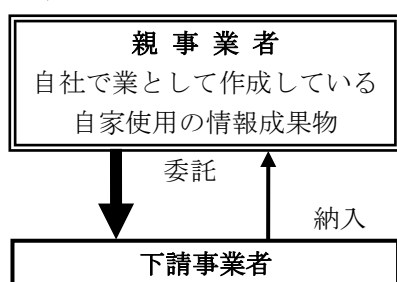 親事業者
自社で業として作成している
自家使用の情報成果物
委託
納入
下請事業者